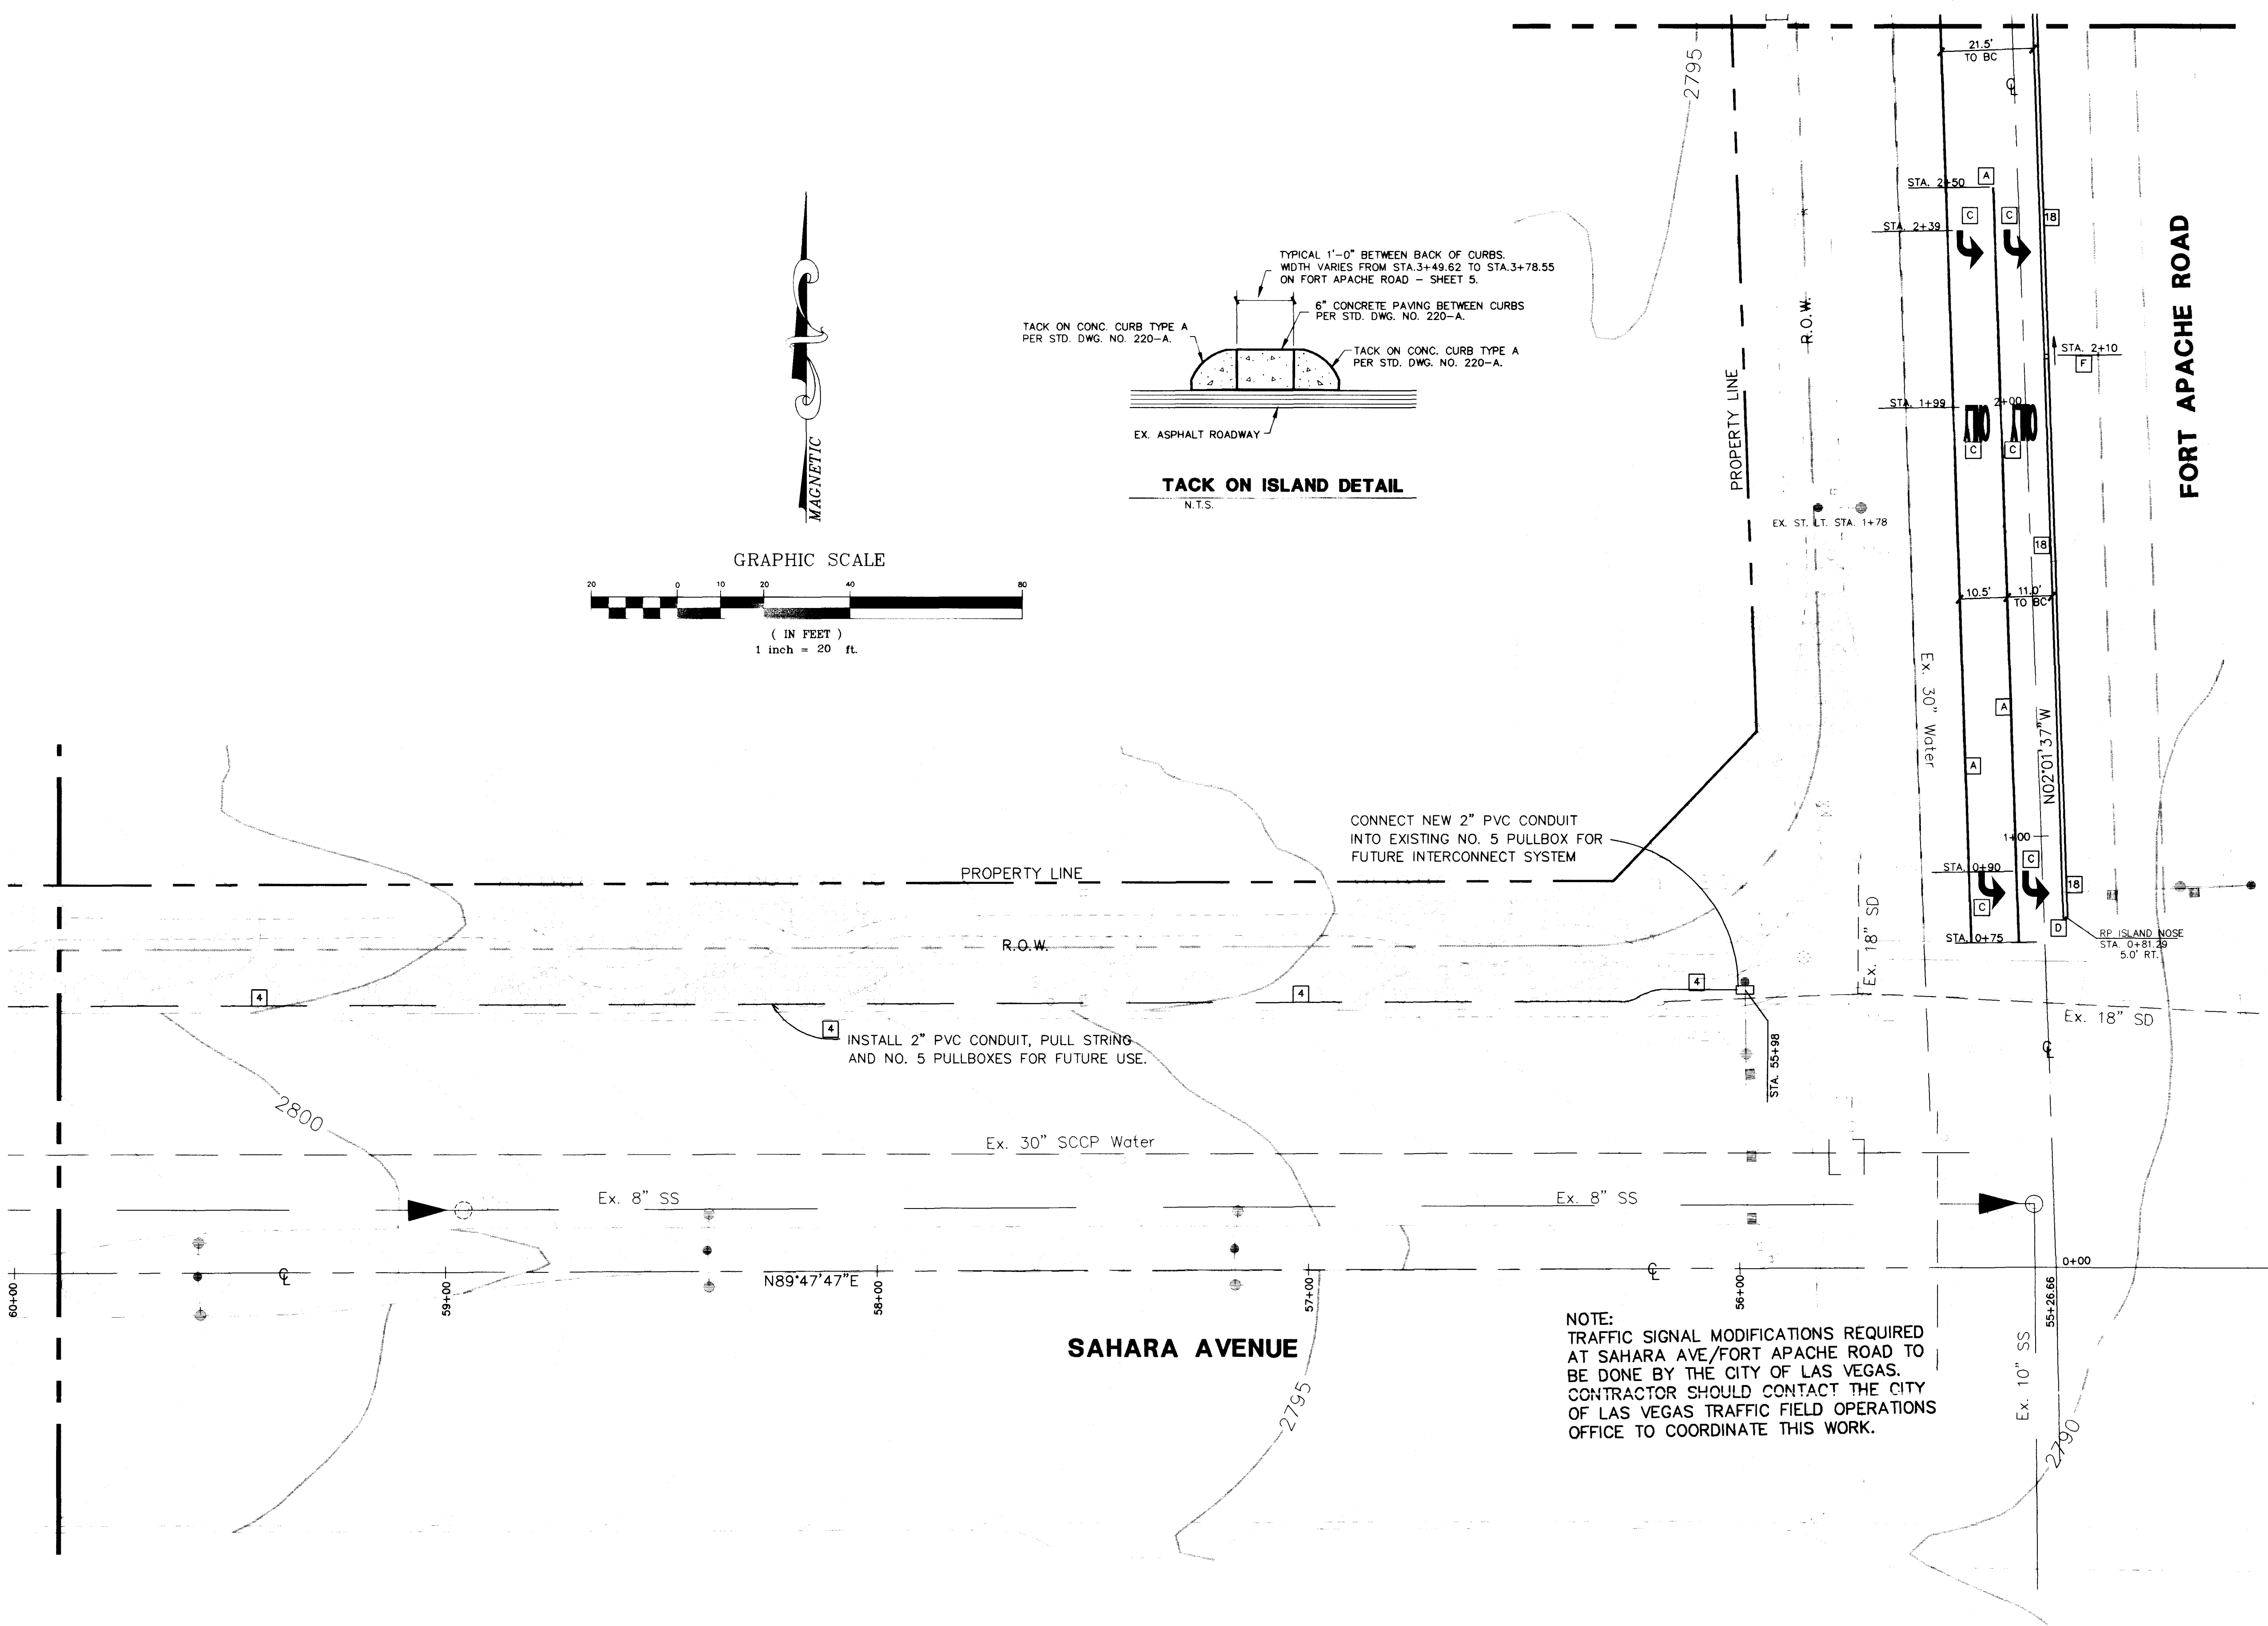 21.5'
TO BC
℄
2795
STA. 2+50
A
C
C
18
STA. 2+39
FORT APACHE ROAD
TYPICAL 1'-0" BETWEEN BACK OF CURBS.
WIDTH VARIES FROM STA.3+49.62 TO STA.3+78.55
ON FORT APACHE ROAD - SHEET 5.
6" CONCRETE PAVING BETWEEN CURBS
PER STD. DWG. NO. 220-A.
TACK ON CONC. CURB TYPE A
PER STD. DWG. NO. 220-A.
TACK ON CONC. CURB TYPE A
PER STD. DWG. NO. 220-A.
EX. ASPHALT ROADWAY
TACK ON ISLAND DETAIL
N.T.S.
MAGNETIC
R.O.W.
PROPERTY LINE
STA. 2+10
F
STA. 1+99
2+00
ONLY
ONLY
C
C
EX. ST. LT. STA. 1+78
18
GRAPHIC SCALE
20 0 10 20 40 80
( IN FEET )
1 inch = 20 ft.
10.5'
11.0'
TO BC
Ex. 30" Water
A
N02°01'37"W
A
CONNECT NEW 2" PVC CONDUIT
INTO EXISTING NO. 5 PULLBOX FOR
FUTURE INTERCONNECT SYSTEM
1+00
STA. 0+90
C
C
18
D
RP ISLAND NOSE
STA. 0+81.29
5.0' RT.
STA. 0+75
PROPERTY LINE
R.O.W.
Ex. 18" SD
4
4
4
4
INSTALL 2" PVC CONDUIT, PULL STRING
AND NO. 5 PULLBOXES FOR FUTURE USE.
STA. 55+98
Ex. 18" SD
℄
2800
Ex. 30" SCCP Water
Ex. 8" SS
Ex. 8" SS
℄
N89°47'47"E
℄
0+00
60+00
59+00
58+00
57+00
56+00
55+26.66
SAHARA AVENUE
NOTE:
TRAFFIC SIGNAL MODIFICATIONS REQUIRED
AT SAHARA AVE/FORT APACHE ROAD TO
BE DONE BY THE CITY OF LAS VEGAS.
CONTRACTOR SHOULD CONTACT THE CITY
OF LAS VEGAS TRAFFIC FIELD OPERATIONS
OFFICE TO COORDINATE THIS WORK.
Ex. 10" SS
2795
2790